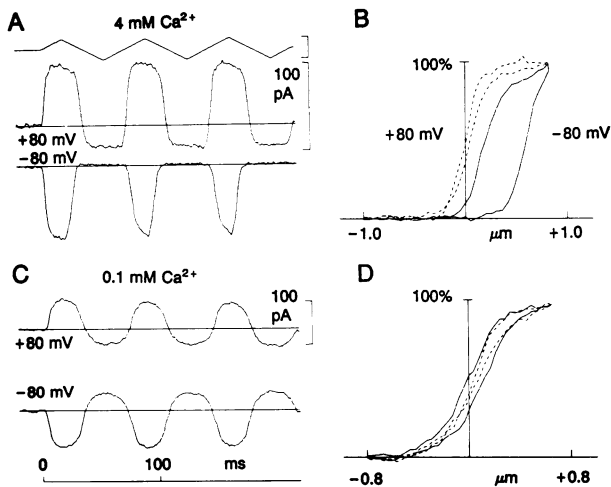 A
4 mM Ca²⁺
100
pA
+80 mV
−80 mV
B
100%
+80 mV
−80 mV
−1.0
μm
+1.0
C
0.1 mM Ca²⁺
100
pA
+80 mV
−80 mV
0
100
ms
D
100%
−0.8
μm
+0.8